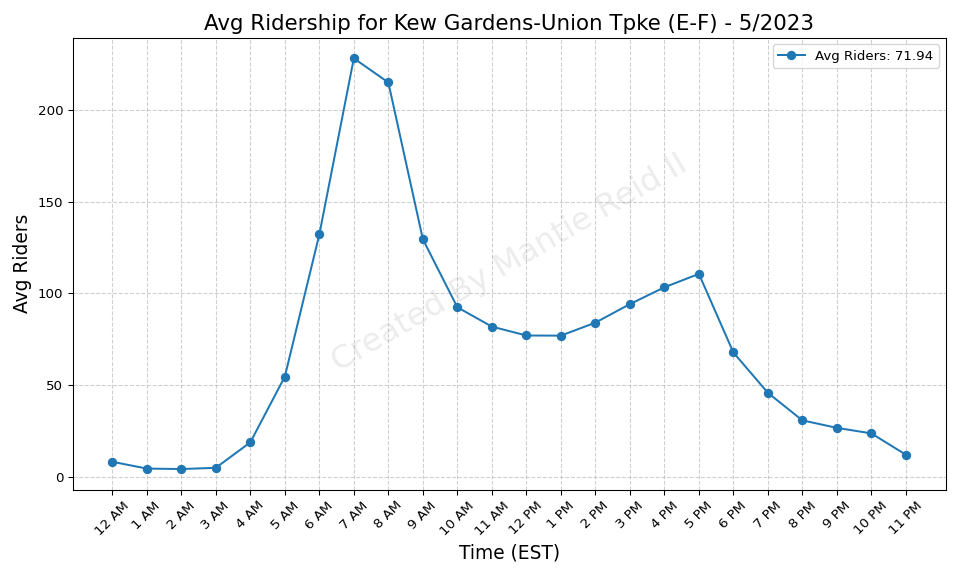 Avg Ridership for Kew Gardens-Union Tpke (E-F) - 5/2023
Avg Riders: 71.94
200
150
100
50
0
Avg Riders
Created By Mantle Reid II
12 AM
1 AM
2 AM
3 AM
4 AM
5 AM
6 AM
7 AM
8 AM
9 AM
10 AM
11 AM
12 PM
1 PM
2 PM
3 PM
4 PM
5 PM
6 PM
7 PM
8 PM
9 PM
10 PM
11 PM
Time (EST)